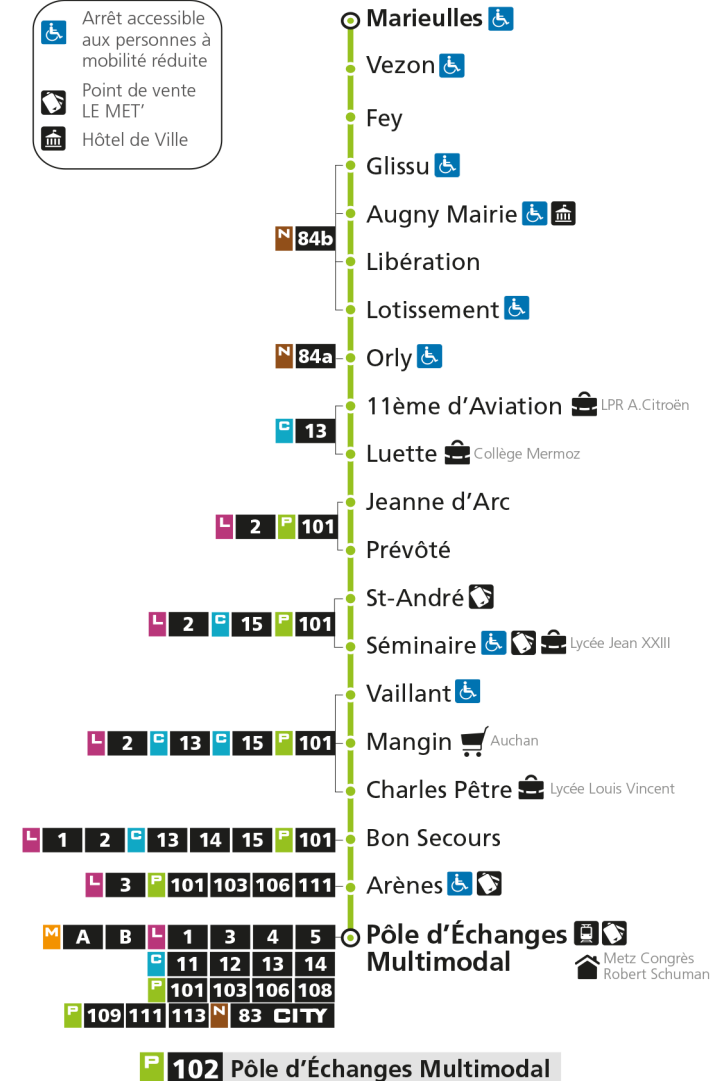 Arrêt accessible
aux personnes à
mobilité réduite
Point de vente
LE MET'
Hôtel de Ville
Marieulles
Vezon
Fey
Glissu
Augny Mairie
N 84b
Libération
Lotissement
N 84a
Orly
11ème d'Aviation LPR A.Citroën
C 13
Luette Collège Mermoz
Jeanne d'Arc
L 2 P 101
Prévôté
St-André
L 2 C 15 P 101
Séminaire Lycée Jean XXIII
Vaillant
L 2 C 13 C 15 P 101
Mangin Auchan
Charles Pêtre Lycée Louis Vincent
L 1 2 C 13 14 15 P 101 Bon Secours
L 3 P 101 103 106 111 Arènes
M A B L 1 3 4 5 Pôle d'Échanges
Multimodal
Metz Congrès
Robert Schuman
C 11 12 13 14
P 101 103 106 108
P 109 111 113 N 83 CITY
P 102 Pôle d'Échanges Multimodal